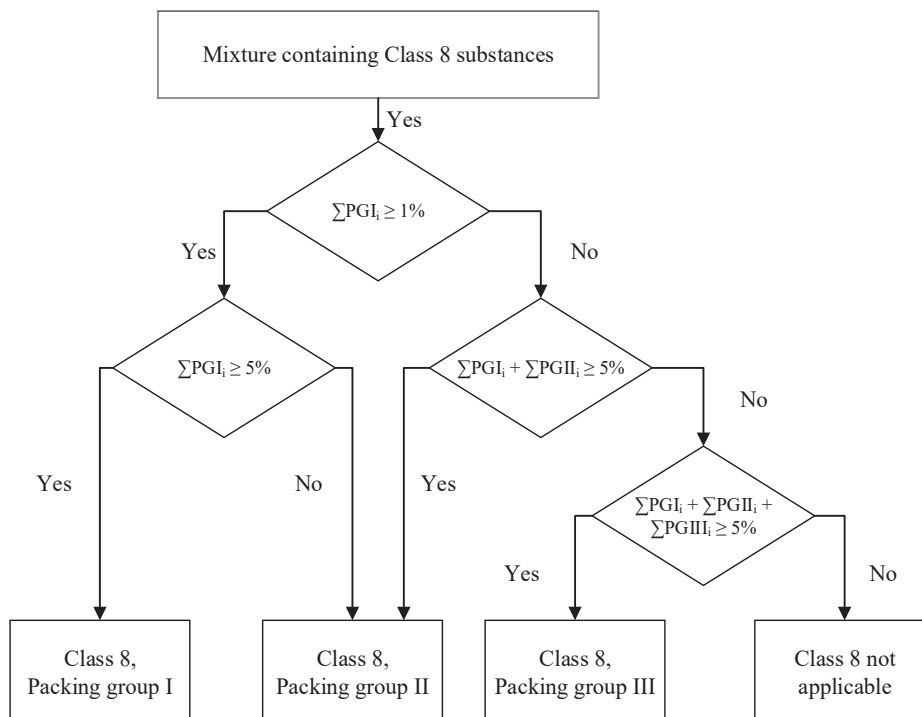 Mixture containing Class 8 substances
Yes
∑PGIᵢ ≥ 1%
Yes
No
∑PGIᵢ ≥ 5%
∑PGIᵢ + ∑PGIIᵢ ≥ 5%
No
Yes
No
Yes
∑PGIᵢ + ∑PGIIᵢ +
∑PGIIIᵢ ≥ 5%
Yes
No
Class 8,
Packing group I
Class 8,
Packing group II
Class 8,
Packing group III
Class 8 not
applicable